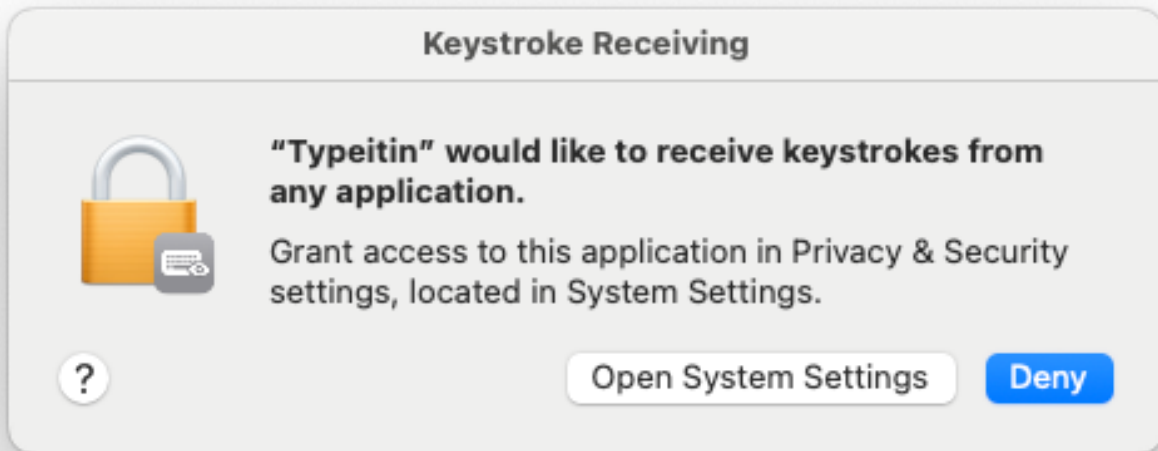 Keystroke Receiving
“Typeitin” would like to receive keystrokes from
any application.
Grant access to this application in Privacy & Security
settings, located in System Settings.
?
Open System Settings
Deny